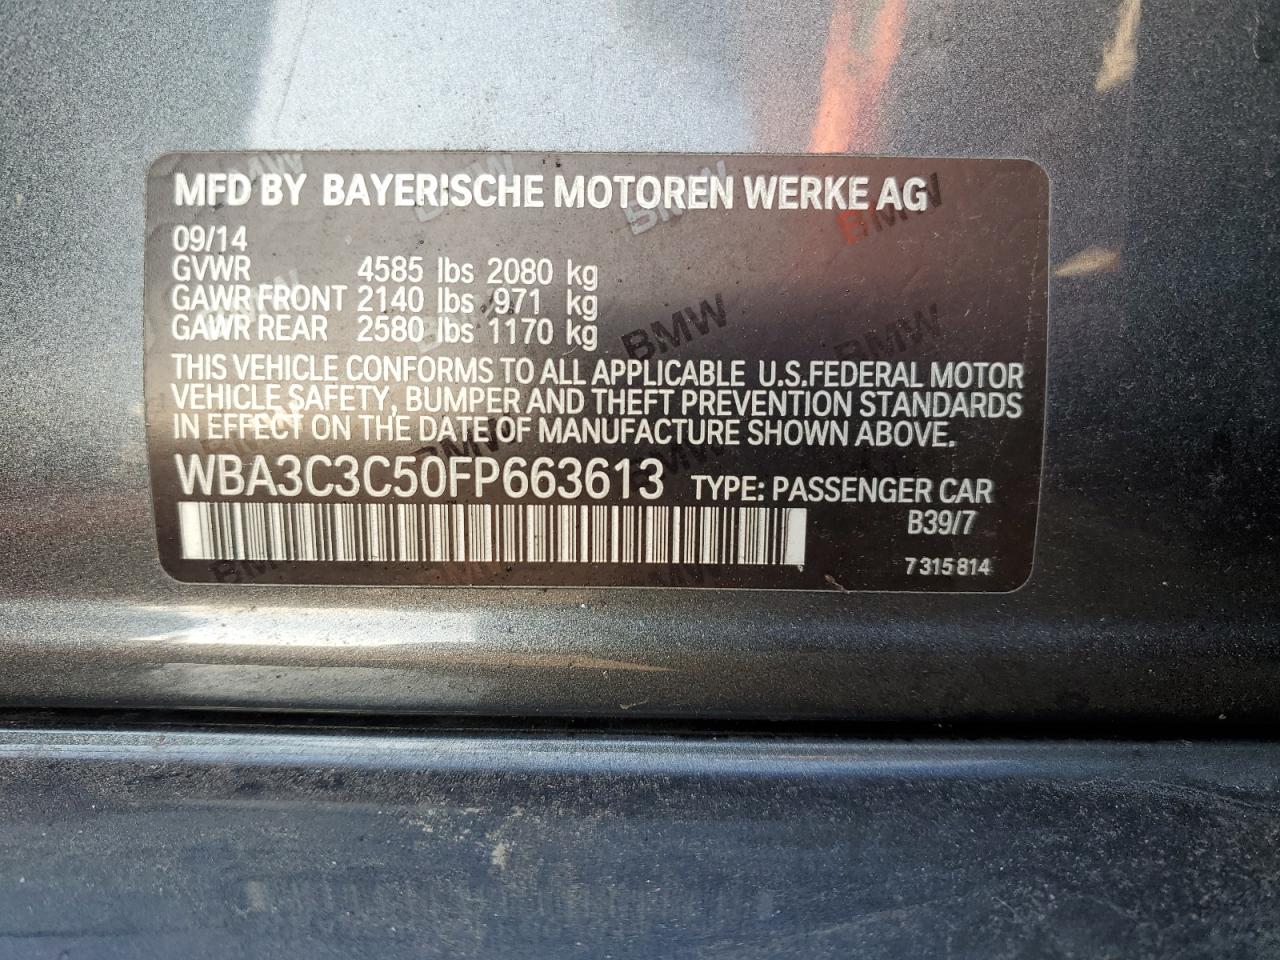 MFD BY BAYERISCHE MOTOREN WERKE AG
09/14
GVWR 4585 lbs 2080 kg
GAWR FRONT 2140 lbs 971 kg
GAWR REAR 2580 lbs 1170 kg
THIS VEHICLE CONFORMS TO ALL APPLICABLE U.S.FEDERAL MOTOR
VEHICLE SAFETY, BUMPER AND THEFT PREVENTION STANDARDS
IN EFFECT ON THE DATE OF MANUFACTURE SHOWN ABOVE.
WBA3C3C50FP663613 TYPE: PASSENGER CAR
B39/7
7 315 814